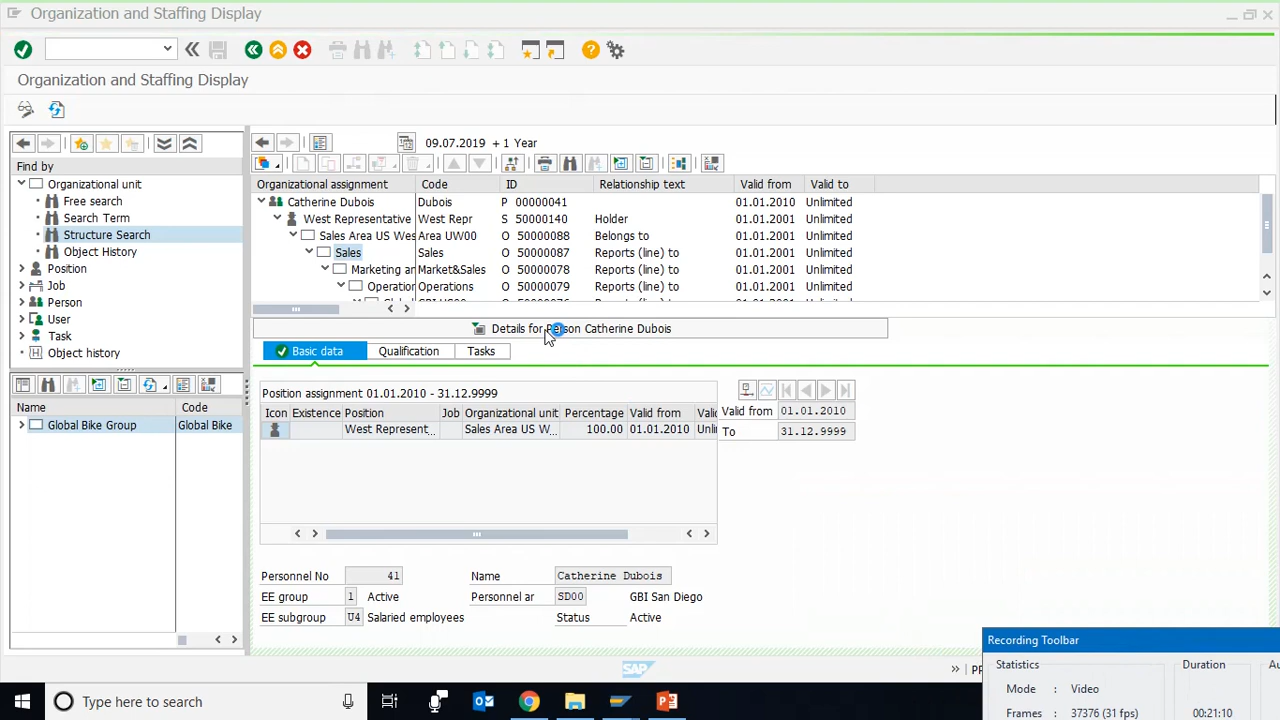 Organization and Staffing Display
Organization and Staffing Display
09.07.2019 + 1 Year
Find by
Organizational unit
Free search
Search Term
Structure Search
Object History
Position
Job
Person
User
Task
Object history
Name Code
Global Bike Group Global Bike
Organizational assignment Code ID Relationship text Valid from Valid to
Catherine Dubois Dubois P 00000041 01.01.2010 Unlimited
West Representative West Repr S 50000140 Holder 01.01.2001 Unlimited
Sales Area US Wes Area UW00 O 50000088 Belongs to 01.01.2001 Unlimited
Sales Sales O 50000087 Reports (line) to 01.01.2001 Unlimited
Marketing ar Market&Sales O 50000078 Reports (line) to 01.01.2001 Unlimited
Operation Operations O 50000079 Reports (line) to 01.01.2001 Unlimited
Details for Person Catherine Dubois
Basic data Qualification Tasks
Position assignment 01.01.2010 - 31.12.9999
Icon Existence Position Job Organizational unit Percentage Valid from Vali
West Represent... Sales Area US W... 100.00 01.01.2010 Unli
Valid from 01.01.2010
To 31.12.9999
Personnel No 41 Name Catherine Dubois
EE group 1 Active Personnel ar SD00 GBI San Diego
EE subgroup U4 Salaried employees Status Active
SAP
» PP
Recording Toolbar
Statistics Duration Au
Mode : Video
Frames : 37376 (31 fps) 00:21:10
Type here to search